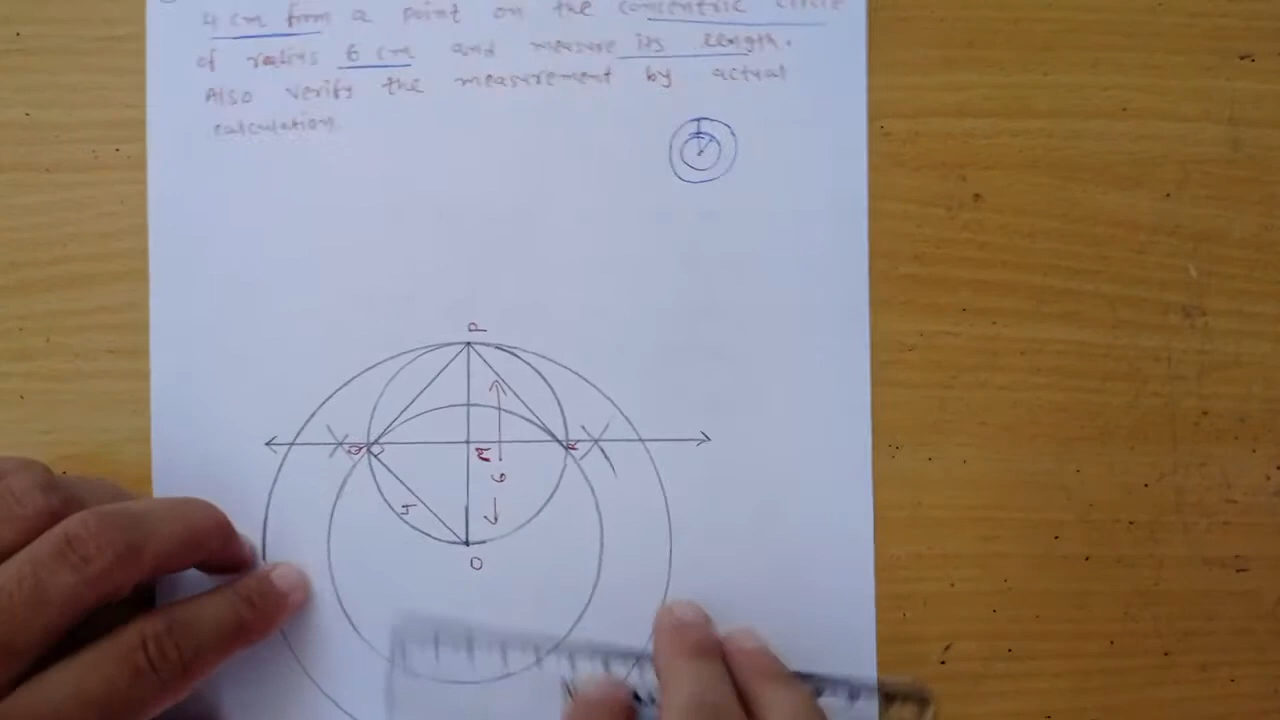 4 cm from a point on the concentric circle
of radius 6 cm and measure its length.
Also verify the measurement by actual
calculation.
P
Q
M
R
6
4
O